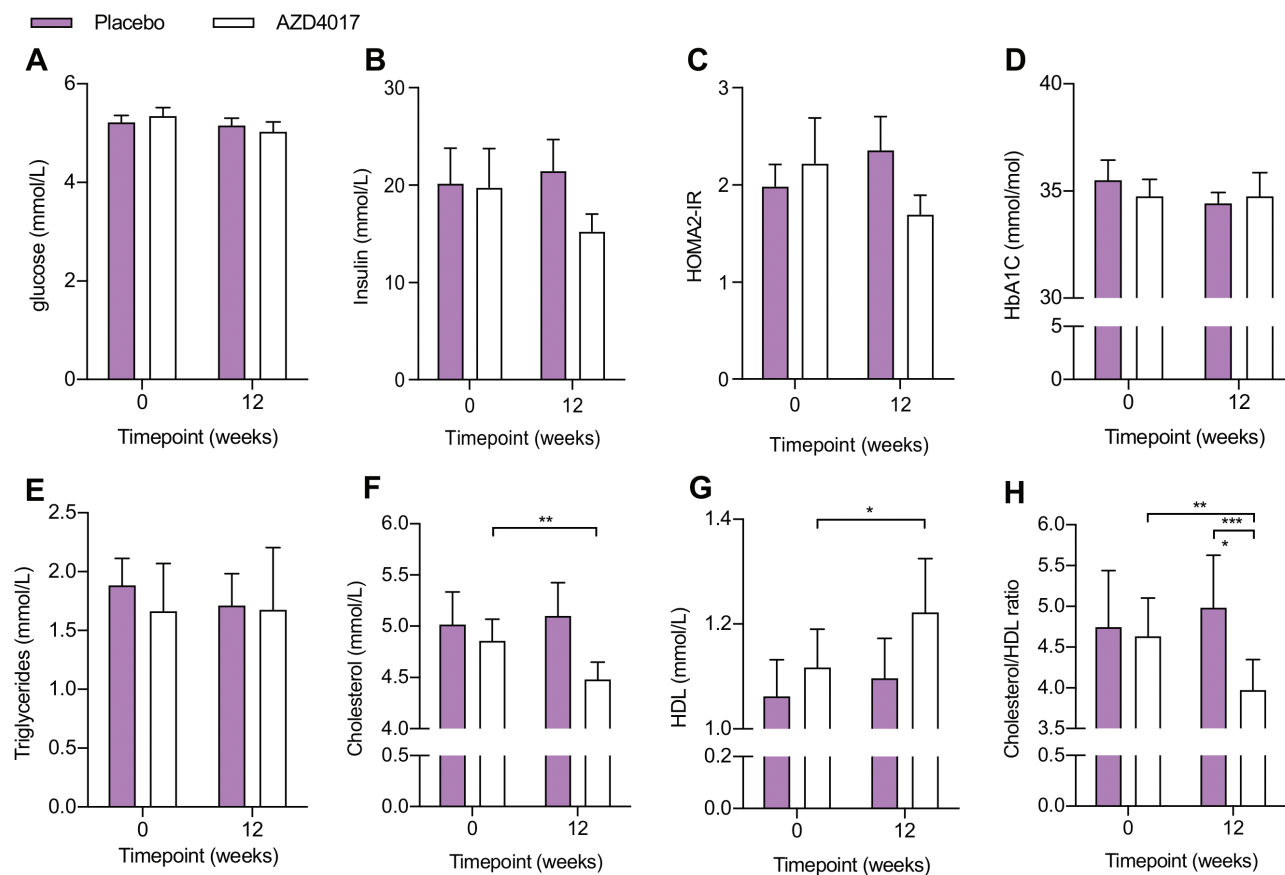 Placebo AZD4017
A
glucose (mmol/L)
6
4
2
0
0 12
Timepoint (weeks)
B
Insulin (mmol/L)
30
20
10
0
0 12
Timepoint (weeks)
C
HOMA2-IR
3
2
1
0
0 12
Timepoint (weeks)
D
HbA1C (mmol/mol)
40
35
30
5
0
0 12
Timepoint (weeks)
E
Triglycerides (mmol/L)
2.5
2.0
1.5
1.0
0.5
0.0
0 12
Timepoint (weeks)
F
Cholesterol (mmol/L)
6.0
5.5
5.0
4.5
4.0
0.5
0.0
**
0 12
Timepoint (weeks)
G
HDL (mmol/L)
1.4
1.2
1.0
0.2
0.0
*
0 12
Timepoint (weeks)
H
Cholesterol/HDL ratio
6.0
5.5
5.0
4.5
4.0
3.5
0.5
0.0
**
***
*
0 12
Timepoint (weeks)